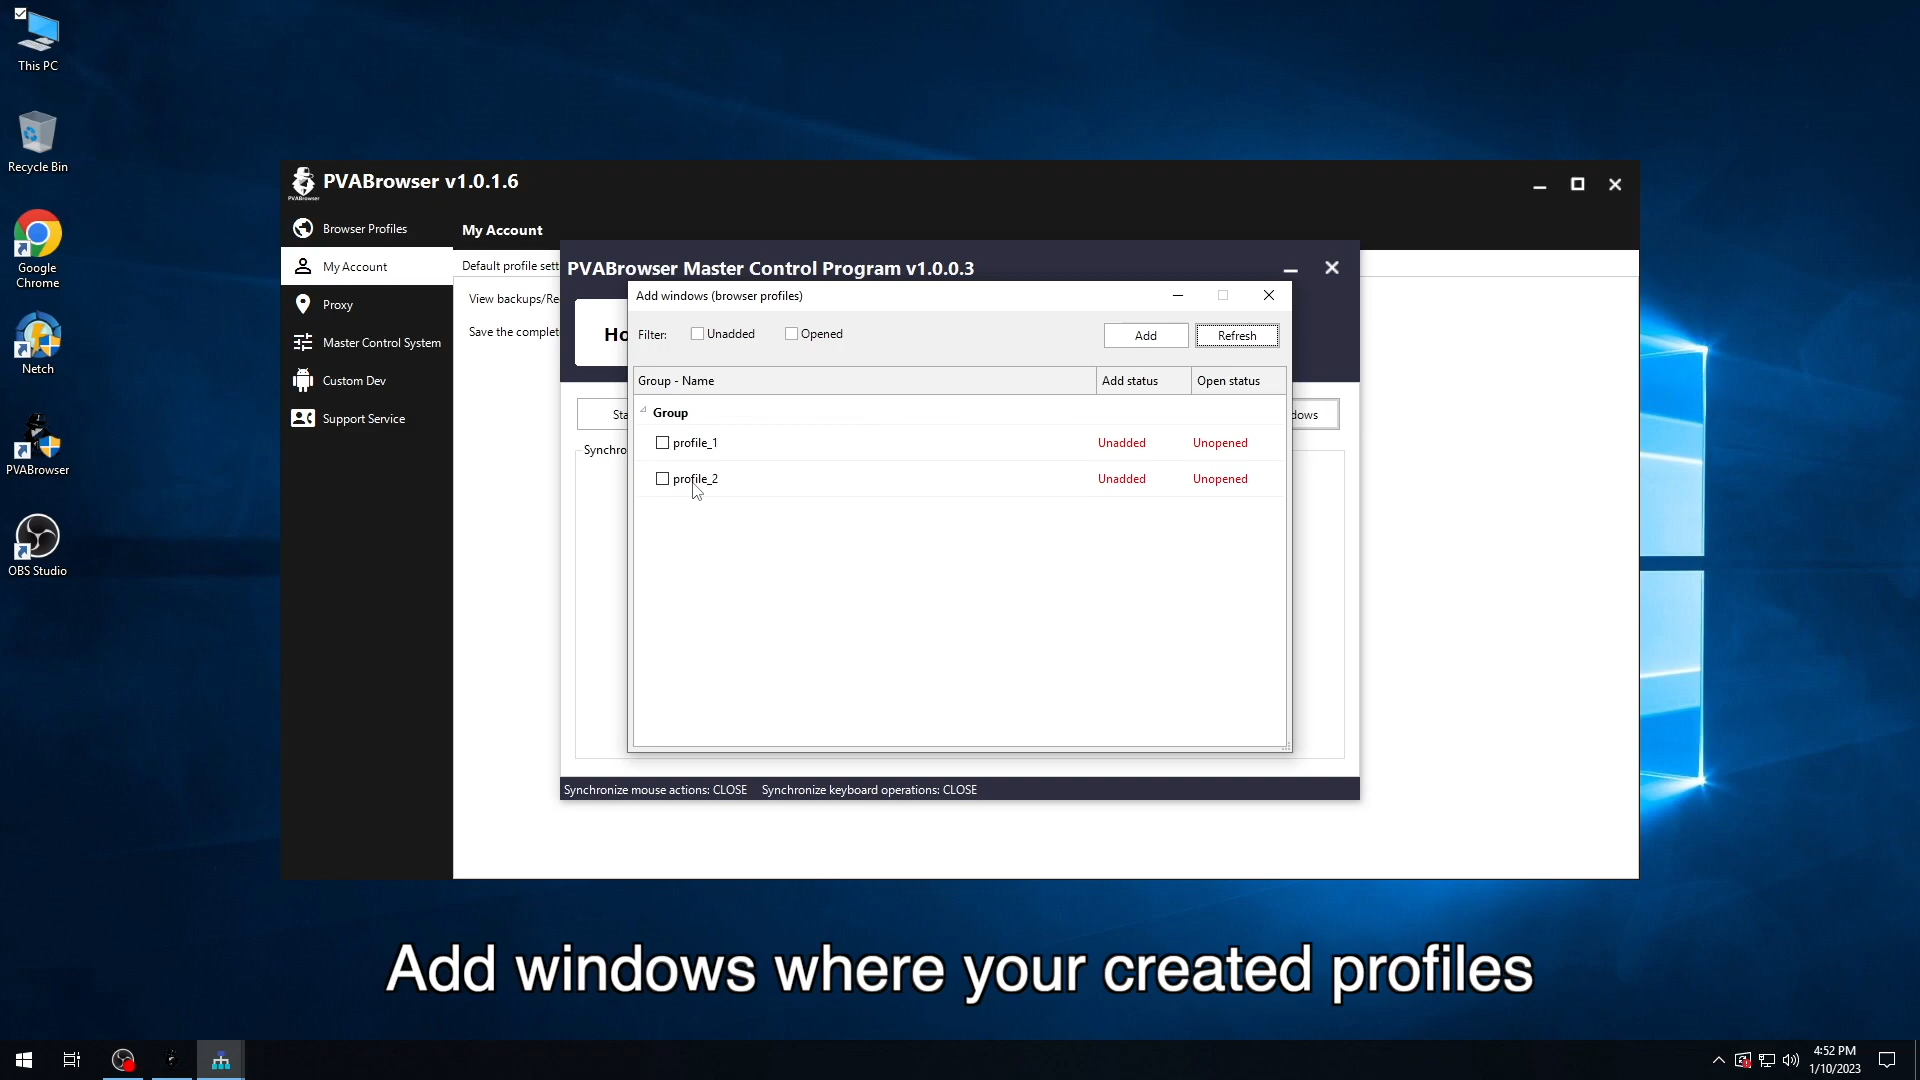 This PC
Recycle Bin
Google
Chrome
Netch
PVABrowser
OBS Studio
PVABrowser v1.0.1.6
PVABrowser
Browser Profiles
My Account
Proxy
Master Control System
Custom Dev
Support Service
My Account
Default profile sett
View backups/Re
Save the complet
PVABrowser Master Control Program v1.0.0.3
Ho
Sta
dows
Synchro
Add windows (browser profiles)
Filter: Unadded Opened Add Refresh
Group - Name Add status Open status
Group
profile_1 Unadded Unopened
profile_2 Unadded Unopened
Synchronize mouse actions: CLOSE Synchronize keyboard operations: CLOSE
Add windows where your created profiles
4:52 PM
1/10/2023